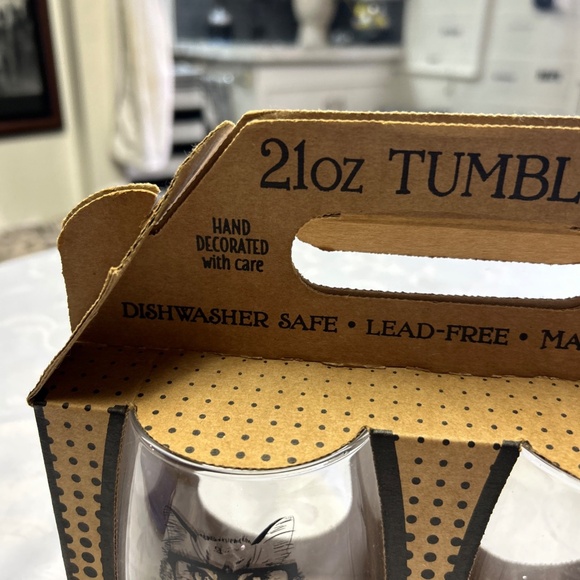 21oz TUMBL
HAND
DECORATED
with care
DISHWASHER SAFE • LEAD-FREE • MA